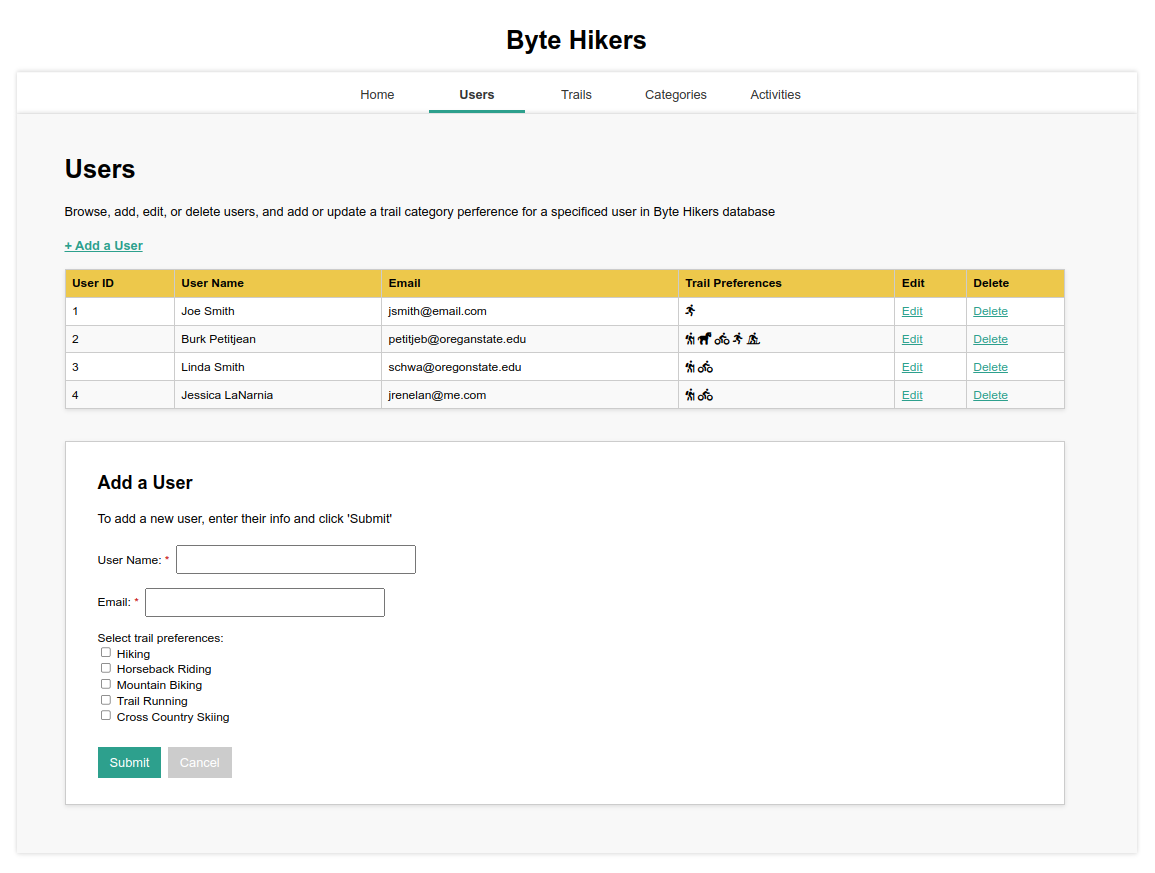 Byte Hikers
Home Users Trails Categories Activities
Users
Browse, add, edit, or delete users, and add or update a trail category perference for a specificed user in Byte Hikers database
+ Add a User
User ID User Name Email Trail Preferences Edit Delete
1 Joe Smith jsmith@email.com Edit Delete
2 Burk Petitjean petitjeb@oreganstate.edu Edit Delete
3 Linda Smith schwa@oregonstate.edu Edit Delete
4 Jessica LaNarnia jrenelan@me.com Edit Delete
Add a User
To add a new user, enter their info and click 'Submit'
User Name: *
Email: *
Select trail preferences:
Hiking
Horseback Riding
Mountain Biking
Trail Running
Cross Country Skiing
Submit Cancel